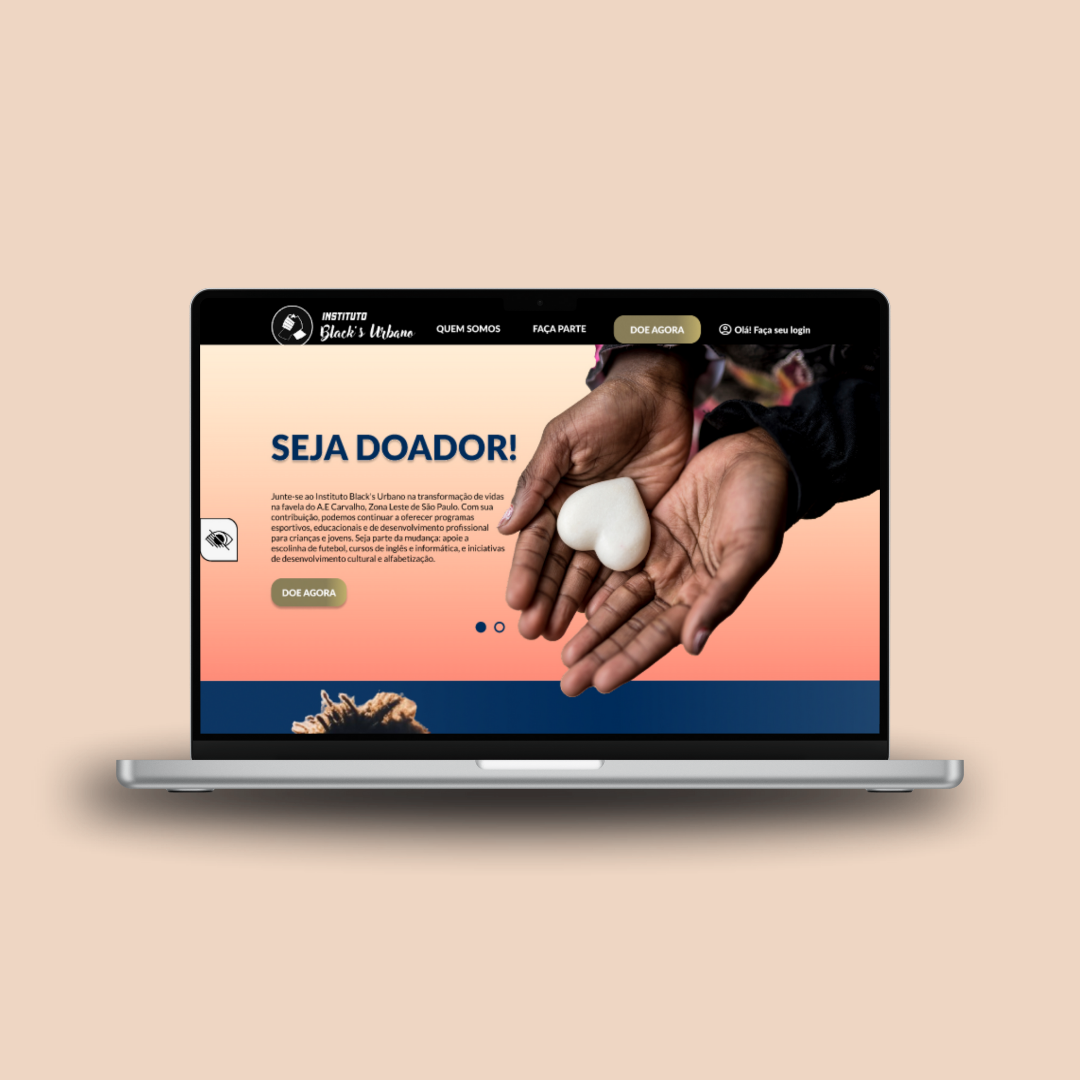 INSTITUTO
Black's Urbano
QUEM SOMOS
FAÇA PARTE
DOE AGORA
Olá! Faça seu login
SEJA DOADOR!
Junte-se ao Instituto Black's Urbano na transformação de vidas
na favela do A.E Carvalho, Zona Leste de São Paulo. Com sua
contribuição, podemos continuar a oferecer programas
esportivos, educacionais e de desenvolvimento profissional
para crianças e jovens. Seja parte da mudança: apoie a
escolinha de futebol, cursos de inglês e informática, e iniciativas
de desenvolvimento cultural e alfabetização.
DOE AGORA